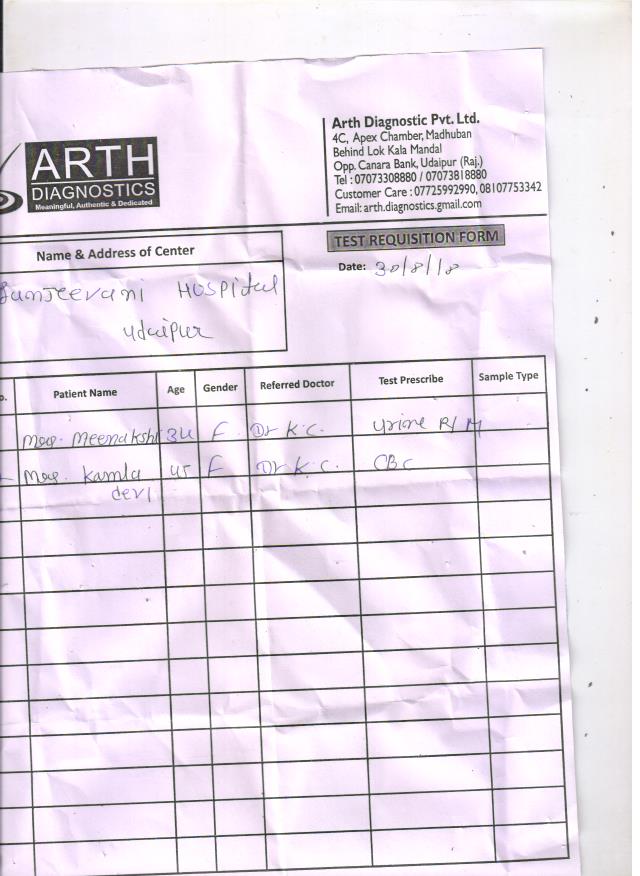 ARTH
DIAGNOSTICS
Meaningful, Authentic & Dedicated
Arth Diagnostic Pvt. Ltd.
4C, Apex Chamber, Madhuban
Behind Lok Kala Mandal
Opp. Canara Bank, Udaipur (Raj.)
Tel : 07073308880 / 07073818880
Customer Care : 07725992990, 08107753342
Email: arth.diagnostics.gmail.com
Name & Address of Center
TEST REQUISITION FORM
Date: 30/8/18
Sunjeevani Hospital
Udaipur
o. Patient Name Age Gender Referred Doctor Test Prescribe Sample Type
Meenakshi 34 F Dr K.C. Urine R/M
Kamla 45 F Dr K.C. CBC
devi